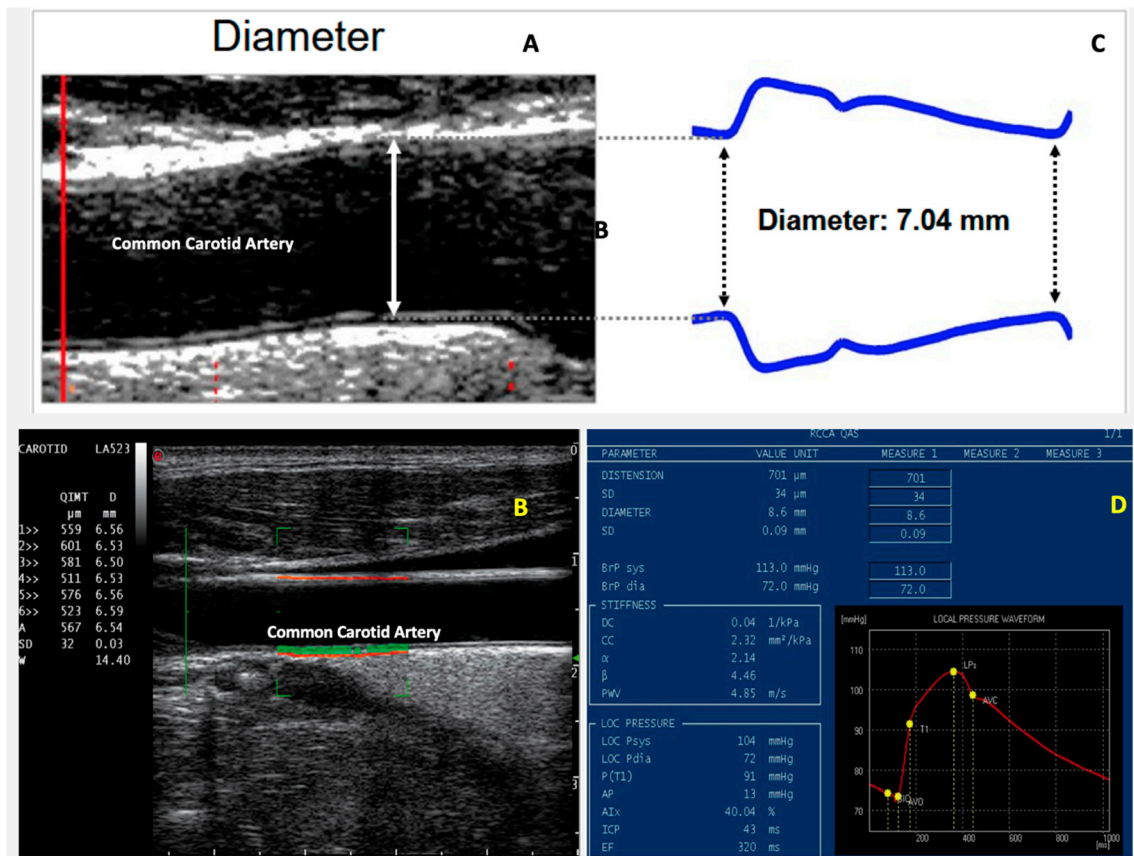 Diameter
A
C
Common Carotid Artery
B
Diameter: 7.04 mm
CAROTID LA523
QIMT D
µm mm
1>> 559 6.56
2>> 601 6.53
3>> 581 6.50
4>> 511 6.53
5>> 576 6.56
6>> 523 6.59
A 567 6.54
SD 32 0.03
W 14.40
B
Common Carotid Artery
0
1
2
3
RCCA QAS 1/1
PARAMETER VALUE UNIT MEASURE 1 MEASURE 2 MEASURE 3
D
DISTENSION 701 µm 701
SD 34 µm 34
DIAMETER 8.6 mm 8.6
SD 0.09 mm 0.09
BrP sys 113.0 mmHg 113.0
BrP dia 72.0 mmHg 72.0
STIFFNESS
DC 0.04 1/kPa
CC 2.32 mm²/kPa
α 2.14
β 4.46
PWV 4.85 m/s
LOC PRESSURE
LOC Psys 104 mmHg
LOC Pdia 72 mmHg
P(T1) 91 mmHg
AP 13 mmHg
AIx 40.04 %
ICP 43 ms
EF 320 ms
[mmHg] LOCAL PRESSURE WAVEFORM
110
100
90
80
70
LPs
AVC
T1
AVO
200 400 600 800 1000
[ms]